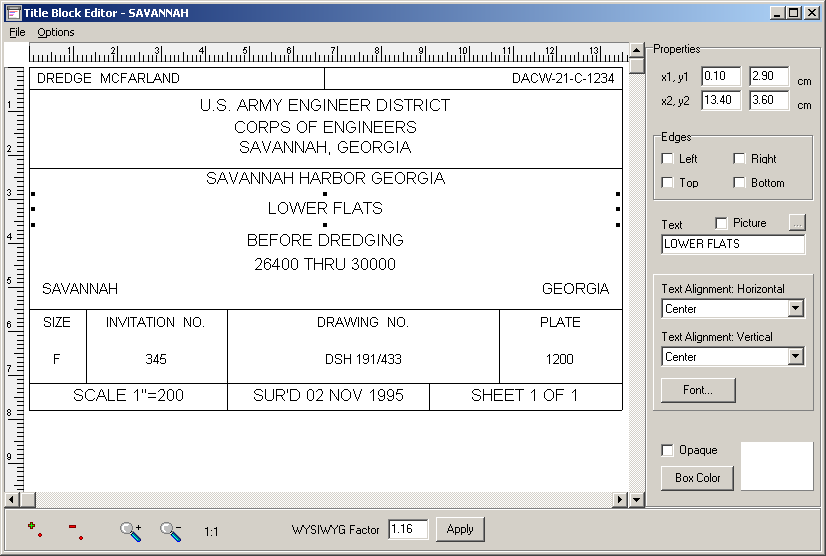 Title Block Editor - SAVANNAH
File Options
1 2 3 4 5 6 7 8 9 10 11 12 13
1
2
3
4
5
6
7
8
9
DREDGE MCFARLAND DACW-21-C-1234
U.S. ARMY ENGINEER DISTRICT
CORPS OF ENGINEERS
SAVANNAH, GEORGIA
SAVANNAH HARBOR GEORGIA
LOWER FLATS
BEFORE DREDGING
26400 THRU 30000
SAVANNAH GEORGIA
SIZE INVITATION NO. DRAWING NO. PLATE
F 345 DSH 191/433 1200
SCALE 1"=200 SUR'D 02 NOV 1995 SHEET 1 OF 1
Properties
x1, y1 0.10 2.90 cm
x2, y2 13.40 3.60 cm
Edges
Left Right
Top Bottom
Text Picture ...
LOWER FLATS
Text Alignment: Horizontal
Center
Text Alignment: Vertical
Center
Font...
Opaque
Box Color
1:1 WYSIWYG Factor 1.16 Apply